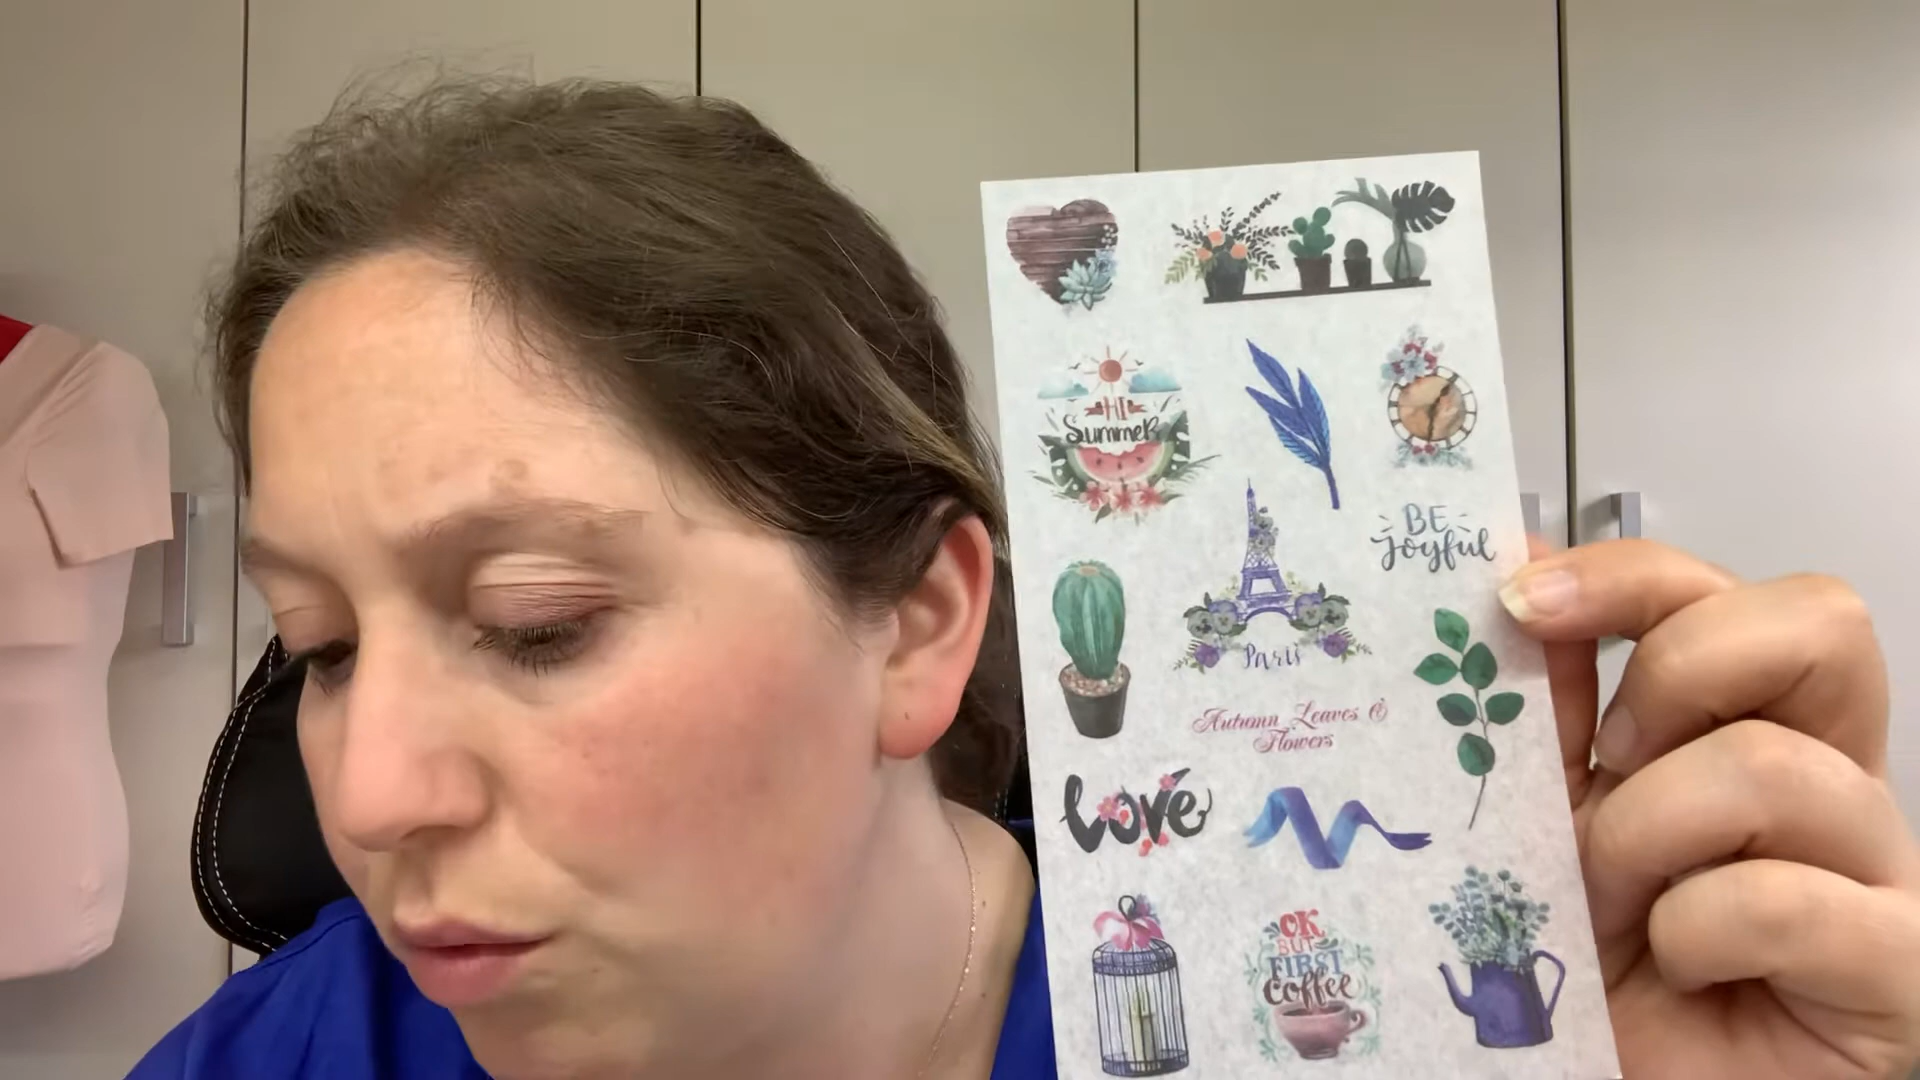 HI
Summer
BE
Joyful
Paris
Autumn Leaves &
Flowers
love
OK
BUT
FIRST
coffee